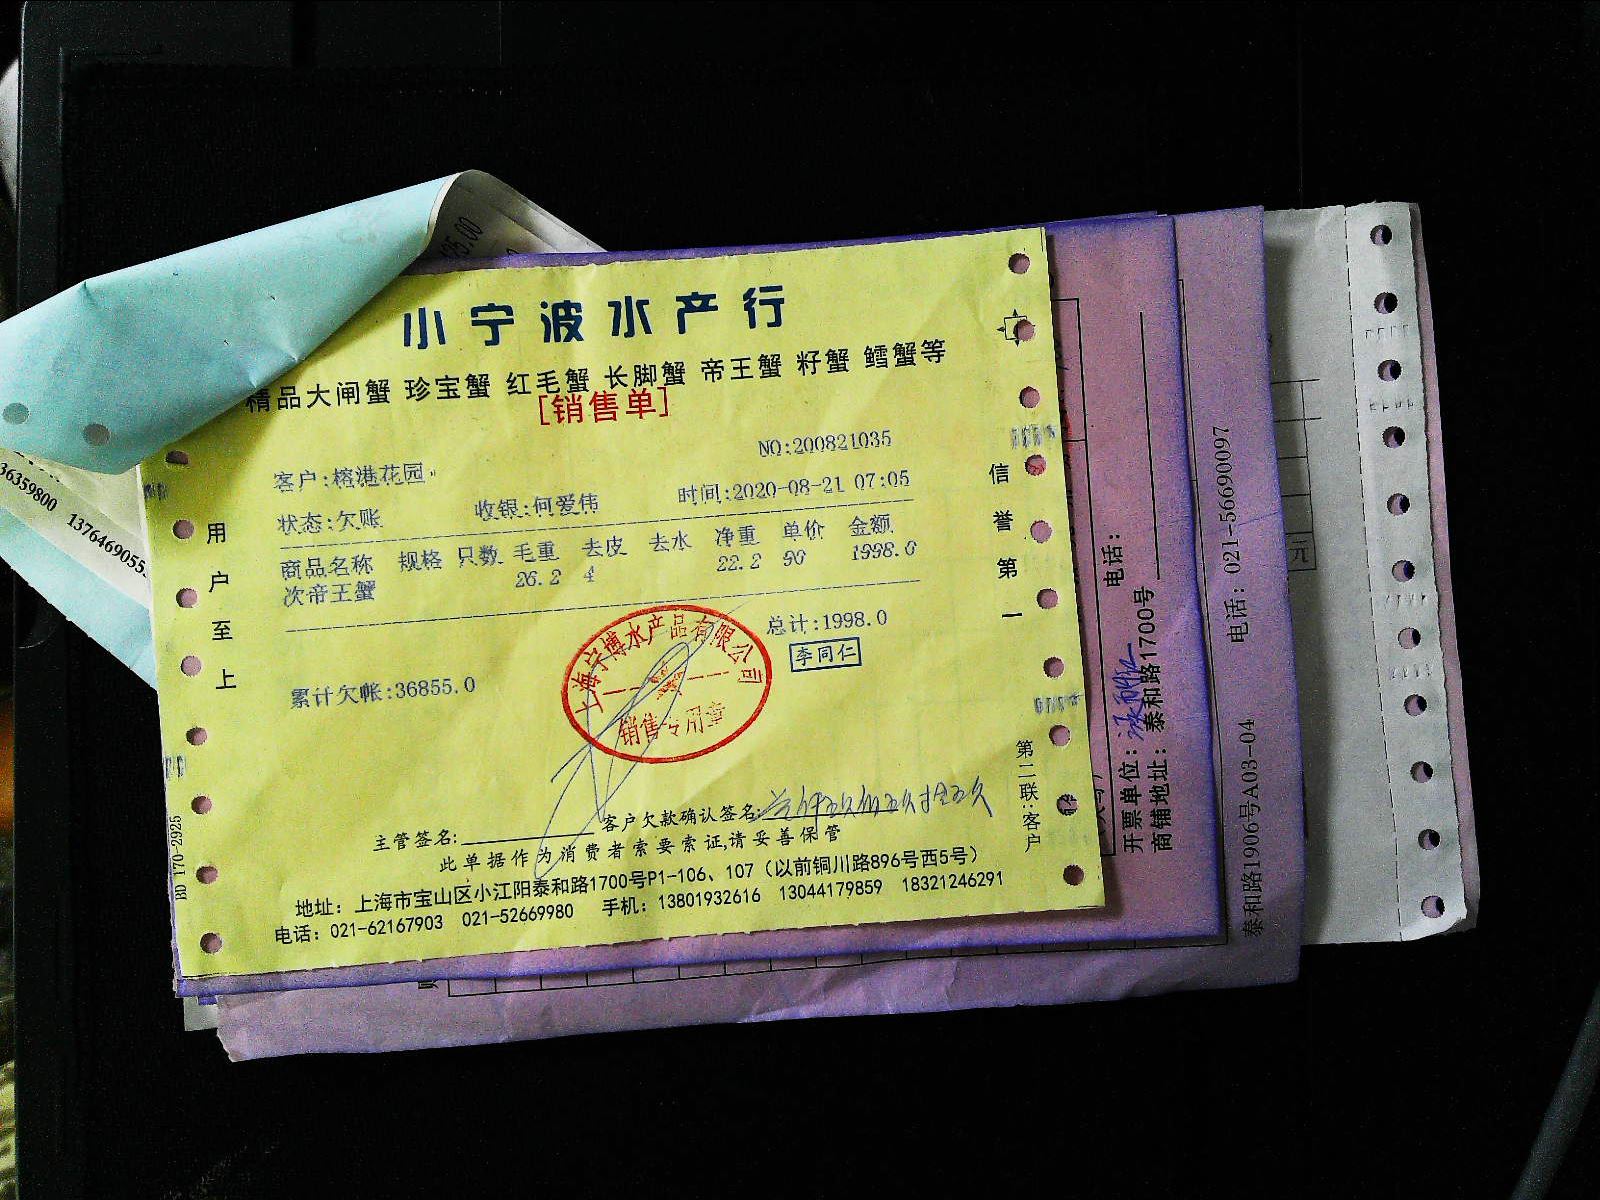 小宁波水产行
精品大闸蟹 珍宝蟹 红毛蟹 长脚蟹 帝王蟹 籽蟹 鳕蟹等
[销售单]
NO:200821035
客户:榕港花园
时间:2020-08-21 07:05
状态:欠账 收银:何爱伟
商品名称 规格 只数 毛重 去皮 去水 净重 单价 金额
次帝王蟹 26.2 4 22.2 90 1998.0
总计:1998.0
李同仁
累计欠帐:36855.0
上海宁博水产品有限公司
销售专用章
主管签名: 客户欠款确认签名:
此单据作为消费者索要索证,请妥善保管
地址：上海市宝山区小江阳泰和路1700号P1-106、107（以前铜川路896号西5号）
电话：021-62167903 021-52669980 手机：13801932616 13044179859 18321246291
用户至上
信誉第一
第二联:客户
BD 170-2925
36359800 1376469055
电话：
开票单位：
商铺地址：泰和路1700号
泰和路1906号A03-04 电话：021-56690097
元